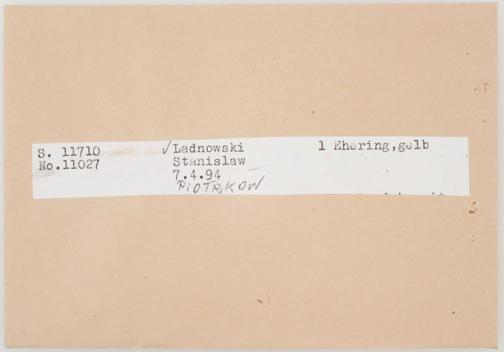 S. 11710 ✓Ladnowski 1 Ehering,gelb
No.11027 Stanislaw
7.4.94
PIOTRKOW